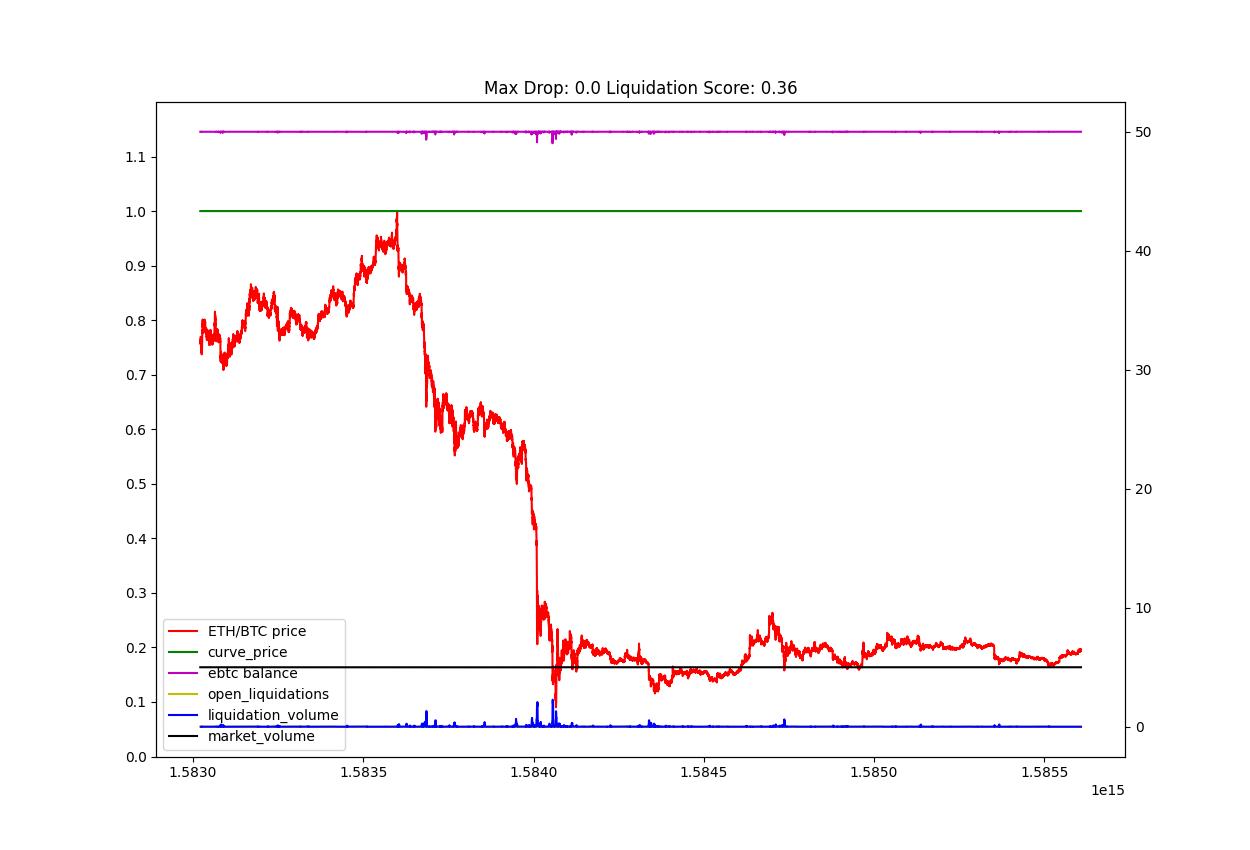 Max Drop: 0.0 Liquidation Score: 0.36
1.1
1.0
0.9
0.8
0.7
0.6
0.5
0.4
0.3
0.2
0.1
0.0
50
40
30
20
10
0
ETH/BTC price
curve_price
ebtc balance
open_liquidations
liquidation_volume
market_volume
1.5830 1.5835 1.5840 1.5845 1.5850 1.5855
1e15